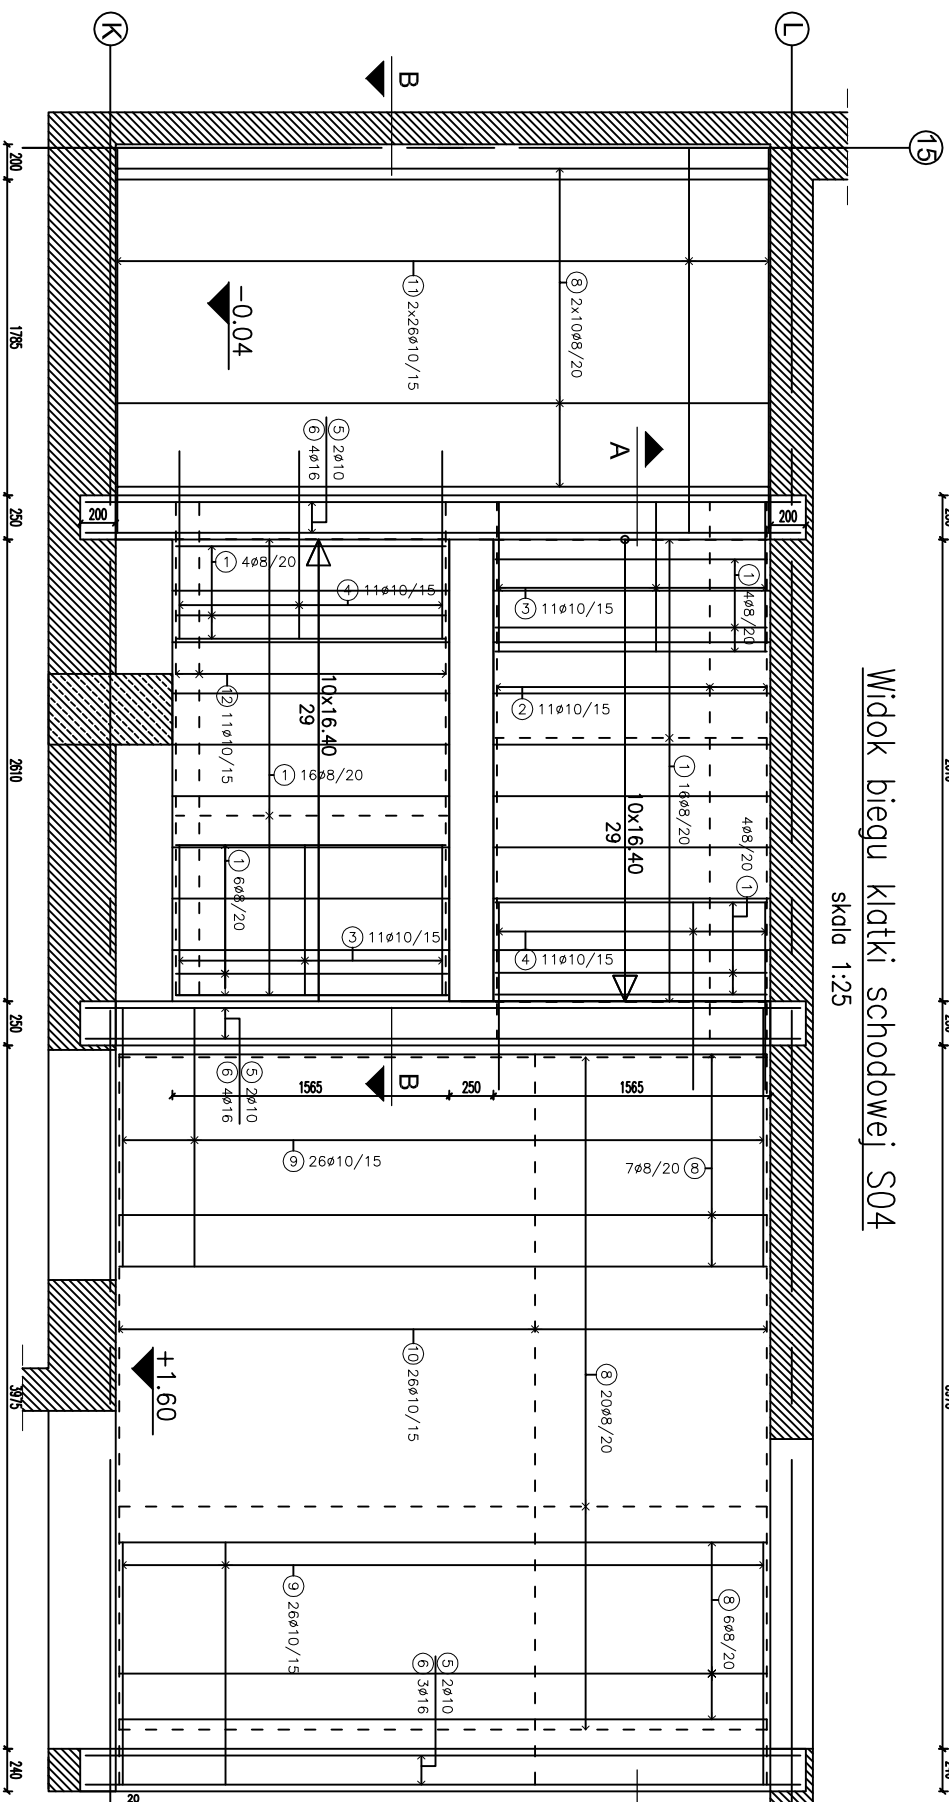 Widok biegu klatki schodowej S04
skala 1:25
15
L
K
B
A
-0.04
8 2x10ø8/20
11 2x26ø10/15
5 2ø10
6 4ø16
200
200
1 4ø8/20
4 11ø10/15
3 11ø10/15
1 4ø8/20
12 11ø10/15
10x16.40
29
2 11ø10/15
1 16ø8/20
1 16ø8/20
10x16.40
29
4ø8/20 1
1 6ø8/20
3 11ø10/15
4 11ø10/15
5 2ø10
6 4ø16
B
1565
250
1565
9 26ø10/15
7ø8/20 8
10 26ø10/15
8 20ø8/20
+1.60
9 26ø10/15
8 6ø8/20
5 2ø10
6 3ø16
20
200
1785
250
2610
250
3975
240